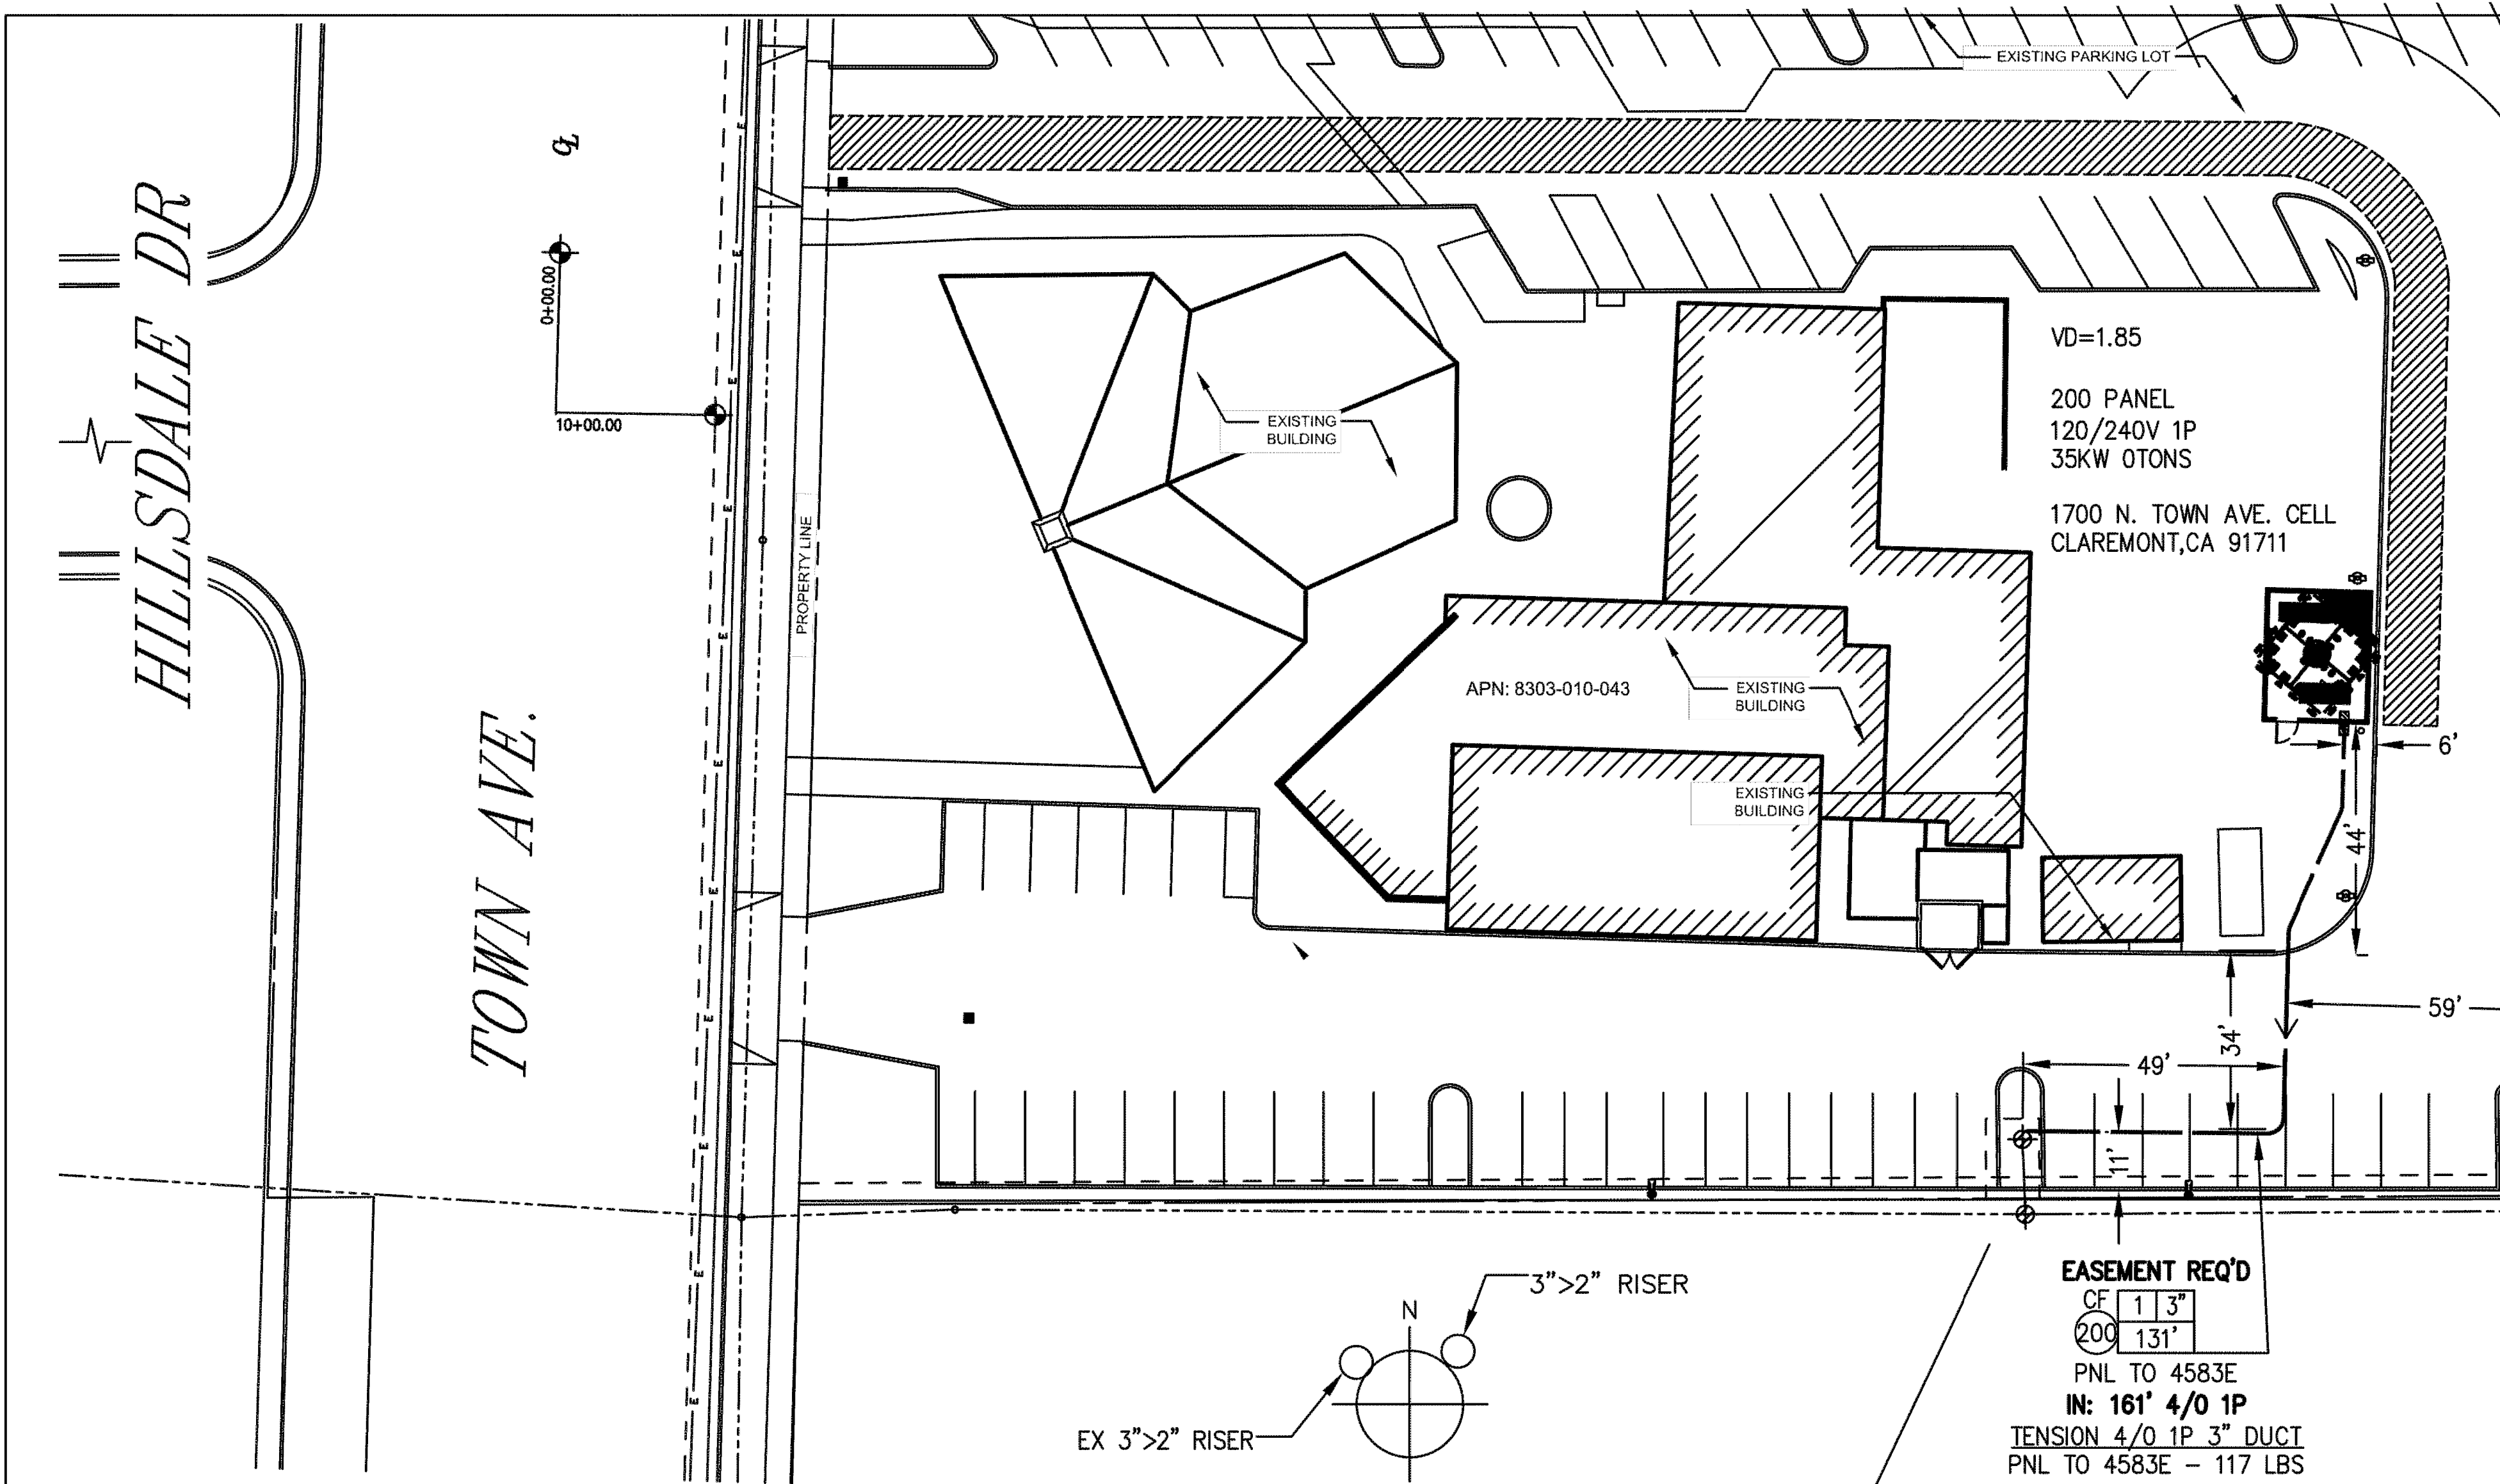 EXISTING PARKING LOT
CL
HILLSDALE DR
0+00.00
10+00.00
TOWN AVE.
PROPERTY LINE
EXISTING
BUILDING
VD=1.85
200 PANEL
120/240V 1P
35KW 0TONS
1700 N. TOWN AVE. CELL
CLAREMONT,CA 91711
APN: 8303-010-043
EXISTING
BUILDING
EXISTING
BUILDING
6'
44'
59'
34'
49'
11'
E
E
E
E
E
E
E
E
E
E
E
E
E
EASEMENT REQ'D
CF 1 3"
200 131'
PNL TO 4583E
IN: 161' 4/0 1P
TENSION 4/0 1P 3" DUCT
PNL TO 4583E – 117 LBS
3">2" RISER
N
EX 3">2" RISER